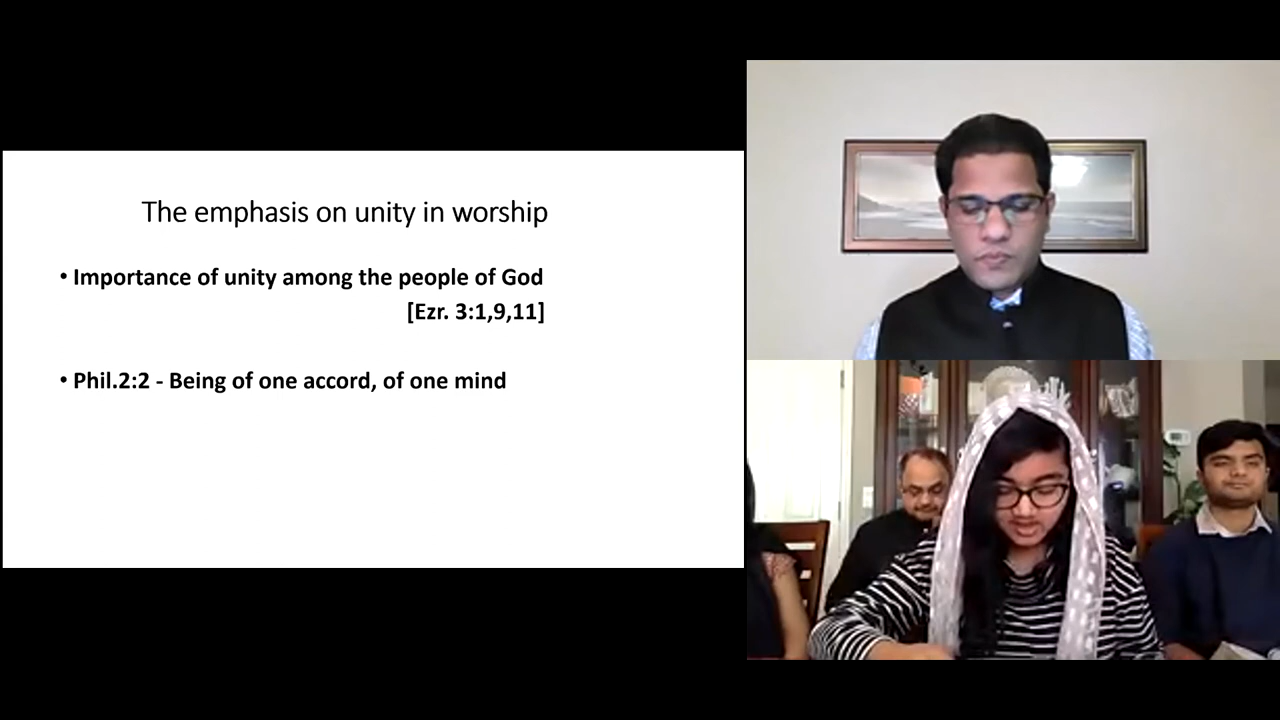 The emphasis on unity in worship
• Importance of unity among the people of God
[Ezr. 3:1,9,11]
• Phil.2:2 - Being of one accord, of one mind